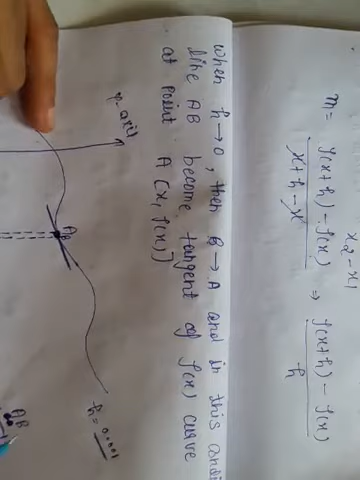 x2 - x1
m = f(x+h) - f(x) / x+h-x ⇒ f(x+h) - f(x) / h
when h → 0, then B → A and in this condi
line AB become tangent of f(x) curve
at point A(x, f(x)]
y-axis
A B
h = 0.001
AB